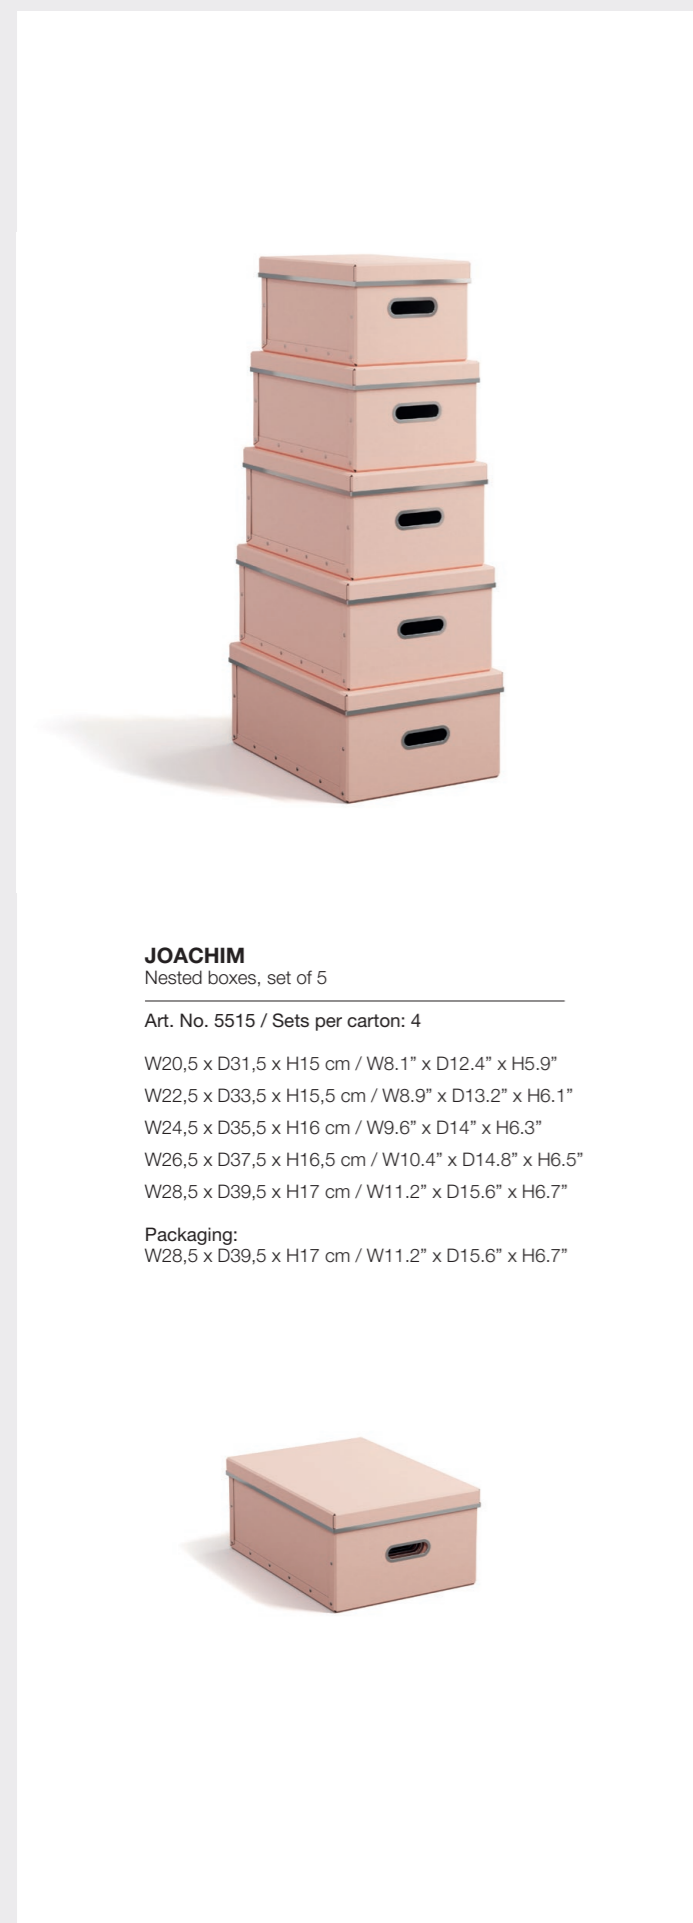 JOACHIM
Nested boxes, set of 5
Art. No. 5515 / Sets per carton: 4
W20,5 x D31,5 x H15 cm / W8.1” x D12.4” x H5.9”
W22,5 x D33,5 x H15,5 cm / W8.9” x D13.2” x H6.1”
W24,5 x D35,5 x H16 cm / W9.6” x D14” x H6.3”
W26,5 x D37,5 x H16,5 cm / W10.4” x D14.8” x H6.5”
W28,5 x D39,5 x H17 cm / W11.2” x D15.6” x H6.7”
Packaging:
W28,5 x D39,5 x H17 cm / W11.2” x D15.6” x H6.7”